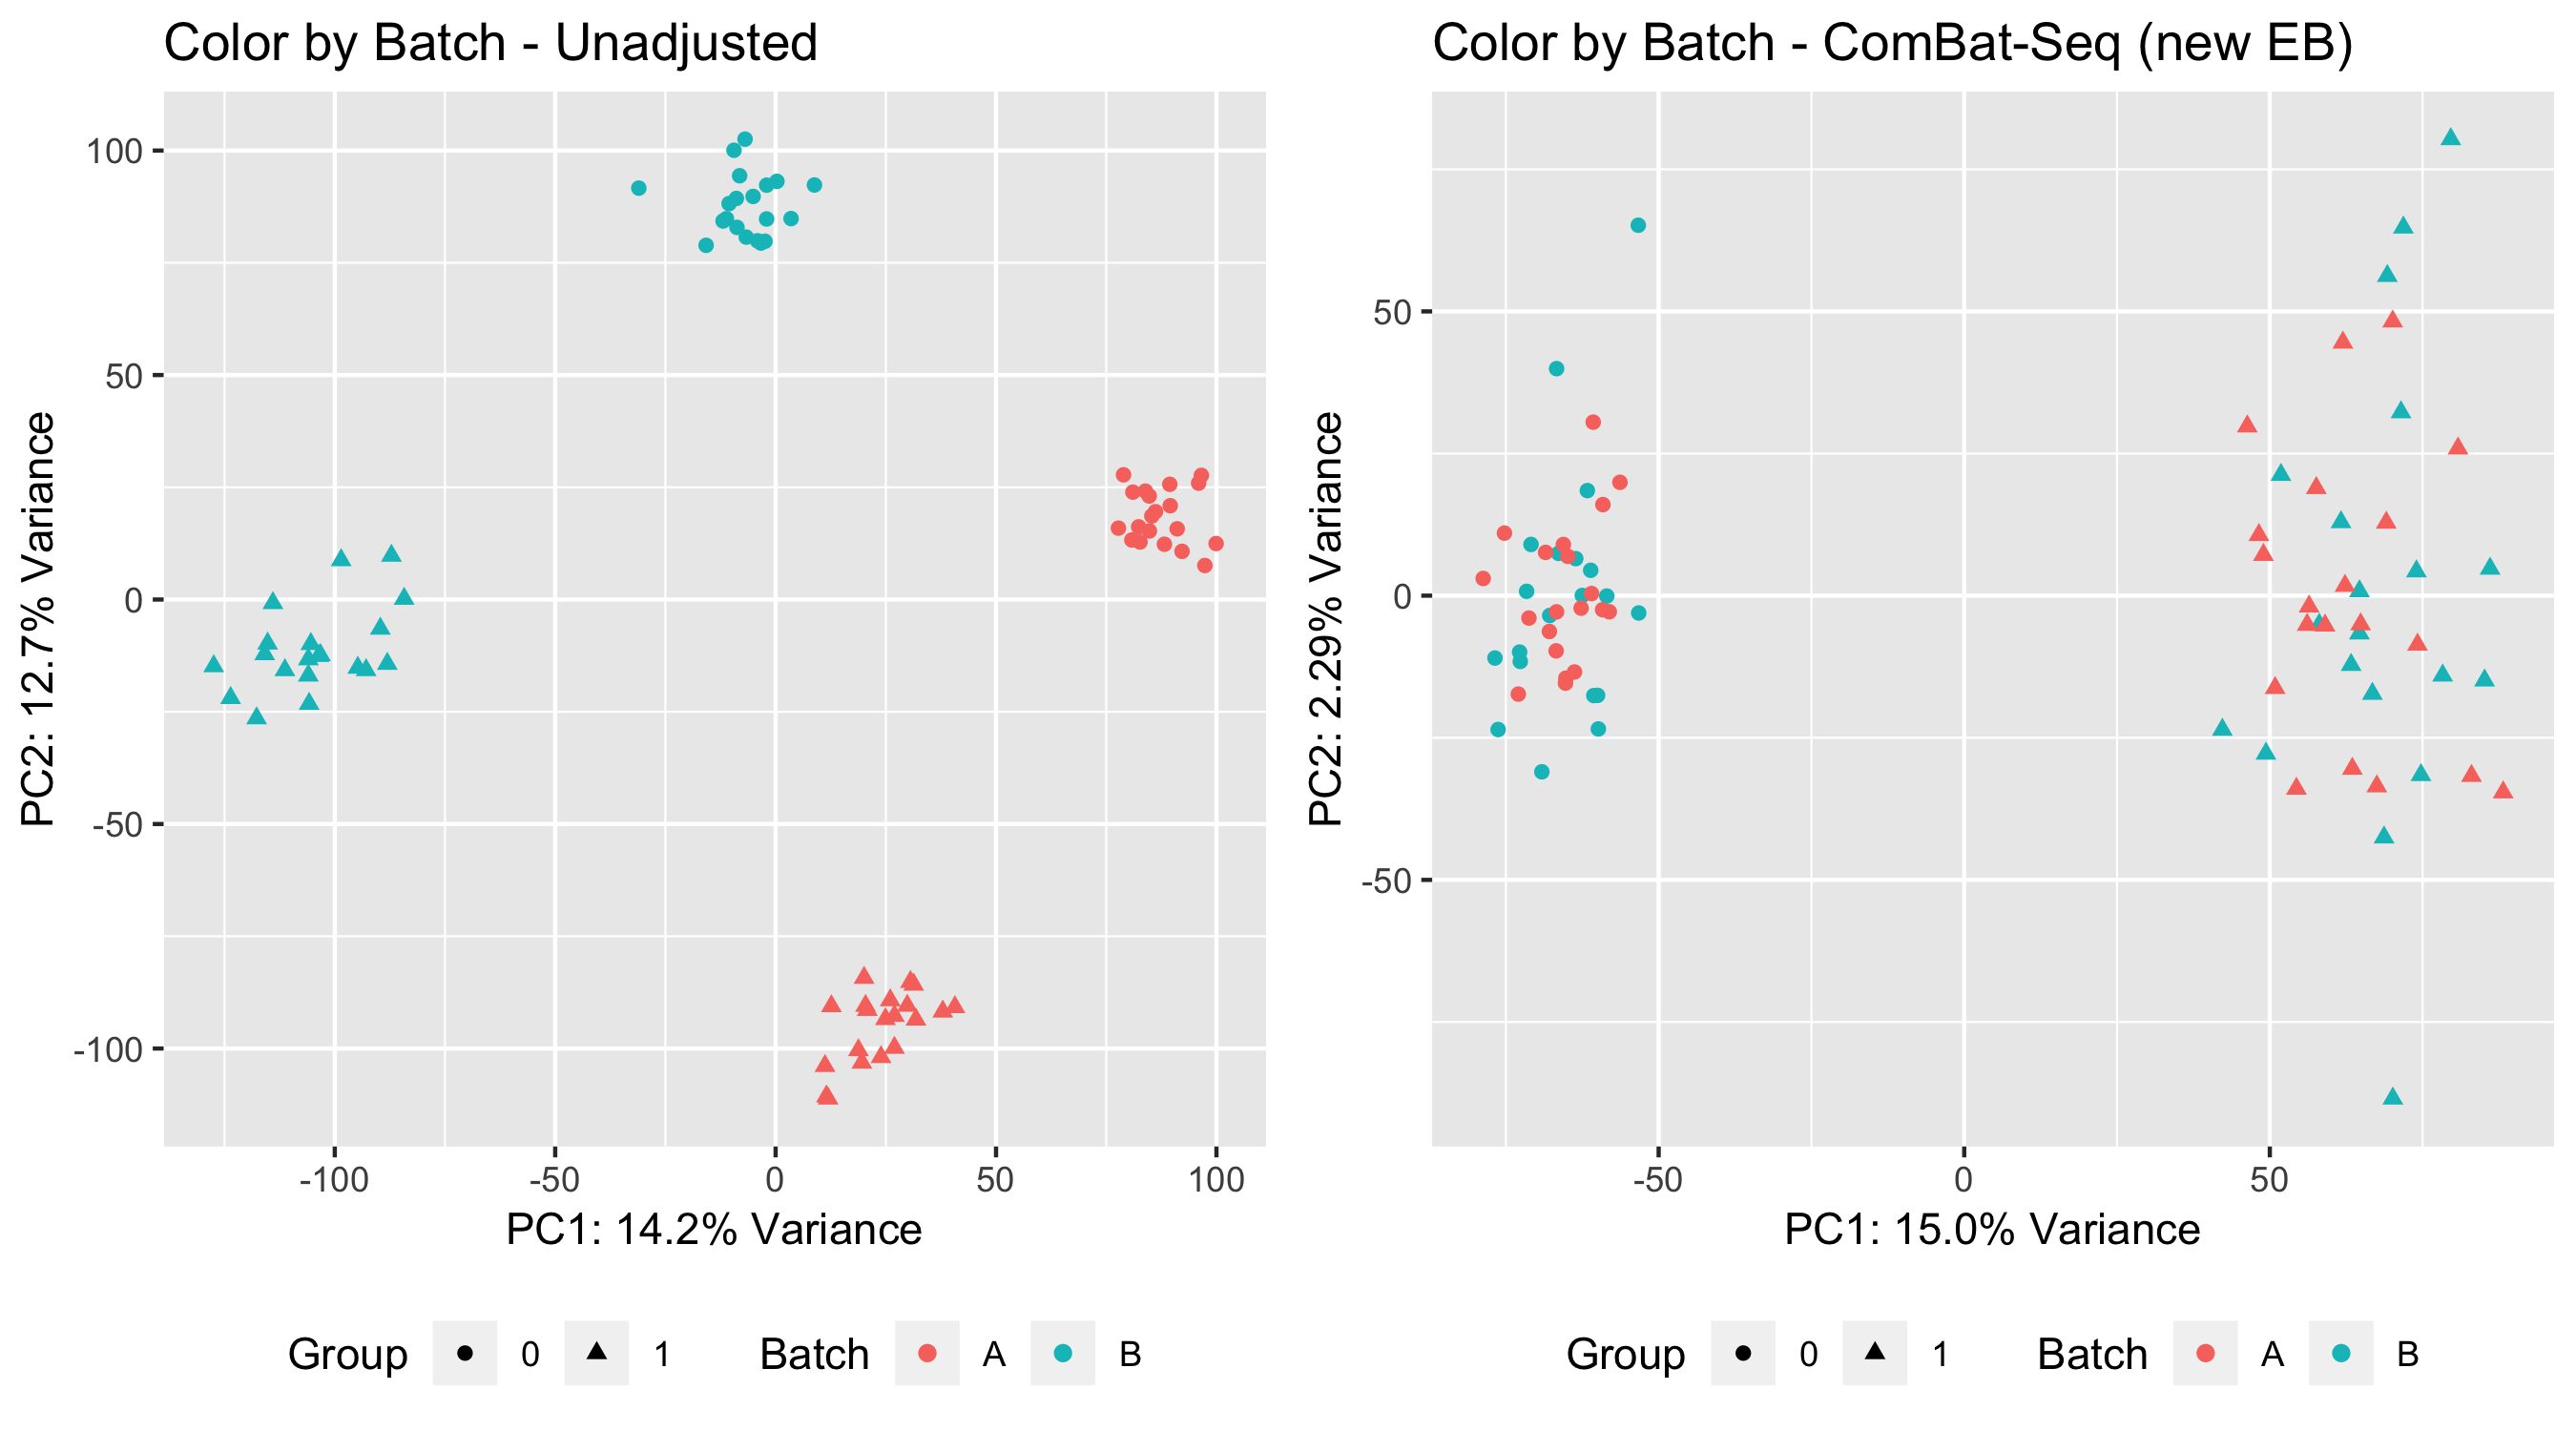 Color by Batch - Unadjusted
100
50
0
-50
-100
PC2: 12.7% Variance
-100 -50 0 50 100
PC1: 14.2% Variance
Group 0 1 Batch A B
Color by Batch - ComBat-Seq (new EB)
50
0
-50
PC2: 2.29% Variance
-50 0 50
PC1: 15.0% Variance
Group 0 1 Batch A B